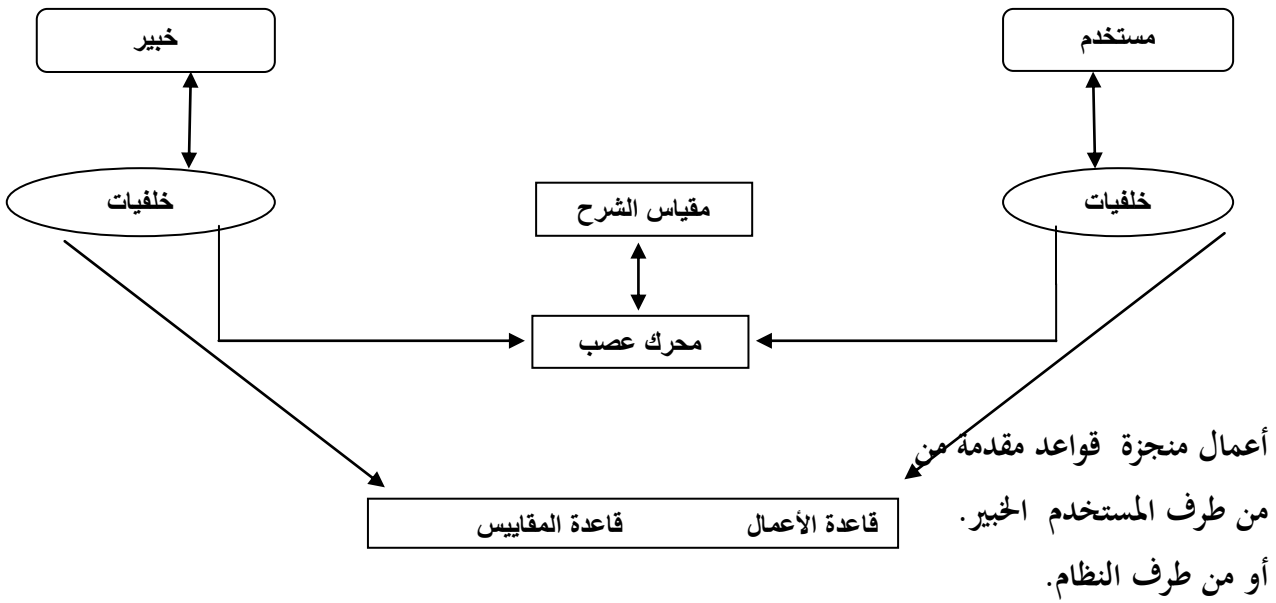 مستخدم
خبير
خلفيات
خلفيات
مقياس الشرح
محرك عصب
أعمال منجزة قواعد مقدمة من
من طرف المستخدم الخبير.
أو من طرف النظام.
قاعدة الأعمال قاعدة المقاييس